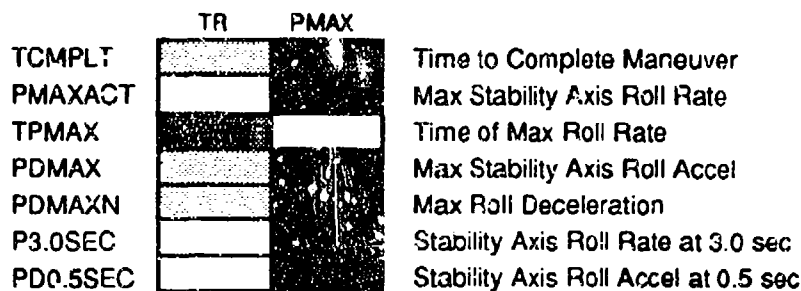 TR PMAX
TCMPLT Time to Complete Maneuver
PMAXACT Max Stability Axis Roll Rate
TPMAX Time of Max Roll Rate
PDMAX Max Stability Axis Roll Accel
PDMAXN Max Roll Deceleration
P3.0SEC Stability Axis Roll Rate at 3.0 sec
PD0.5SEC Stability Axis Roll Accel at 0.5 sec